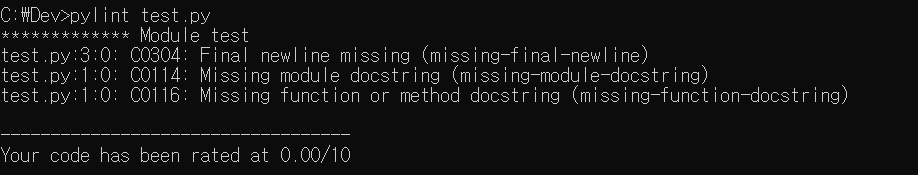 C:\Dev>pylint test.py
************* Module test
test.py:3:0: C0304: Final newline missing (missing-final-newline)
test.py:1:0: C0114: Missing module docstring (missing-module-docstring)
test.py:1:0: C0116: Missing function or method docstring (missing-function-docstring)
-----------------------------------
Your code has been rated at 0.00/10